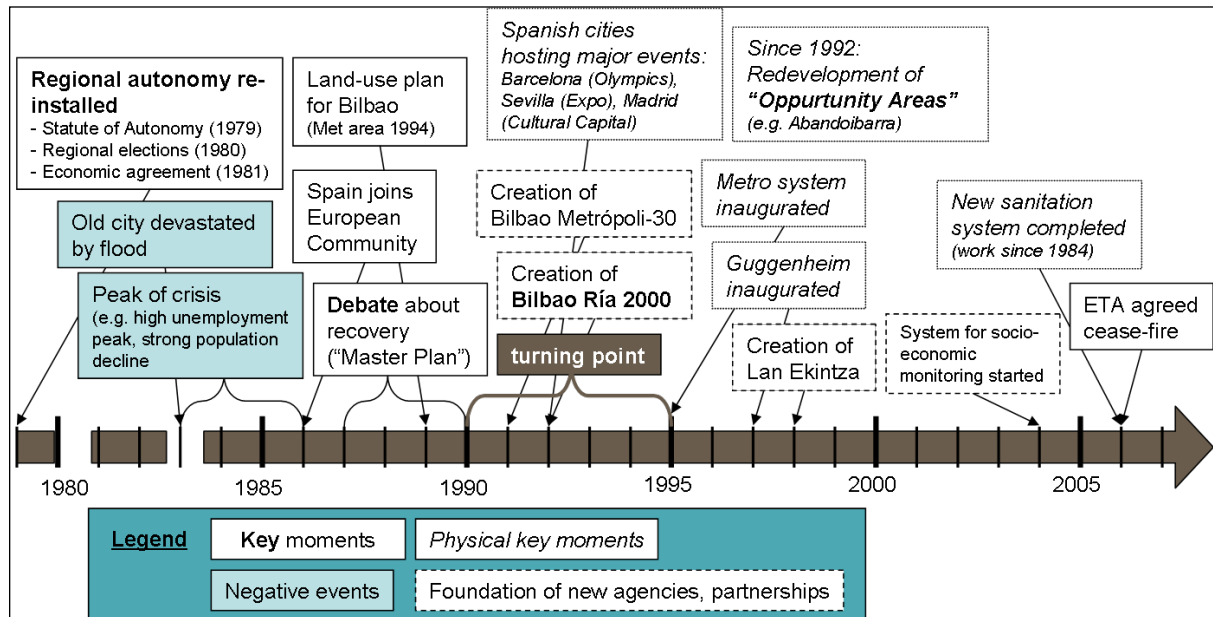 Regional autonomy re-
installed
- Statute of Autonomy (1979)
- Regional elections (1980)
- Economic agreement (1981)
Old city devastated
by flood
Peak of crisis
(e.g. high unemployment
peak, strong population
decline
Land-use plan
for Bilbao
(Met area 1994)
Spain joins
European
Community
Debate about
recovery
(“Master Plan”)
Spanish cities
hosting major events:
Barcelona (Olympics),
Sevilla (Expo), Madrid
(Cultural Capital)
Creation of
Bilbao Metrópoli-30
Creation of
Bilbao Ría 2000
turning point
Since 1992:
Redevelopment of
“Oppurtunity Areas”
(e.g. Abandoibarra)
Metro system
inaugurated
Guggenheim
inaugurated
Creation of
Lan Ekintza
New sanitation
system completed
(work since 1984)
System for socio-
economic
monitoring started
ETA agreed
cease-fire
1980
1985
1990
1995
2000
2005
Legend
Key moments
Physical key moments
Negative events
Foundation of new agencies, partnerships